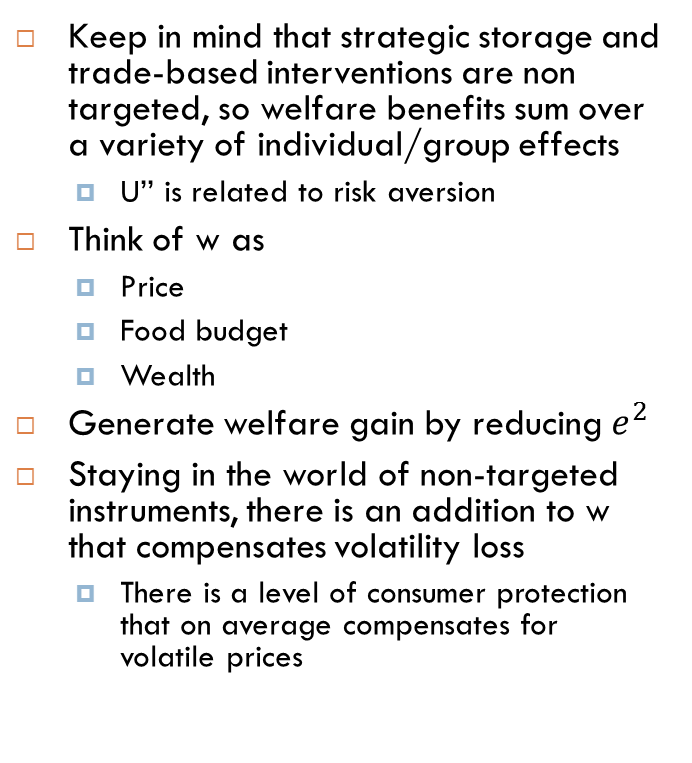 Keep in mind that strategic storage and
trade-based interventions are non
targeted, so welfare benefits sum over
a variety of individual/group effects
U” is related to risk aversion
Think of w as
Price
Food budget
Wealth
Generate welfare gain by reducing e²
Staying in the world of non-targeted
instruments, there is an addition to w
that compensates volatility loss
There is a level of consumer protection
that on average compensates for
volatile prices